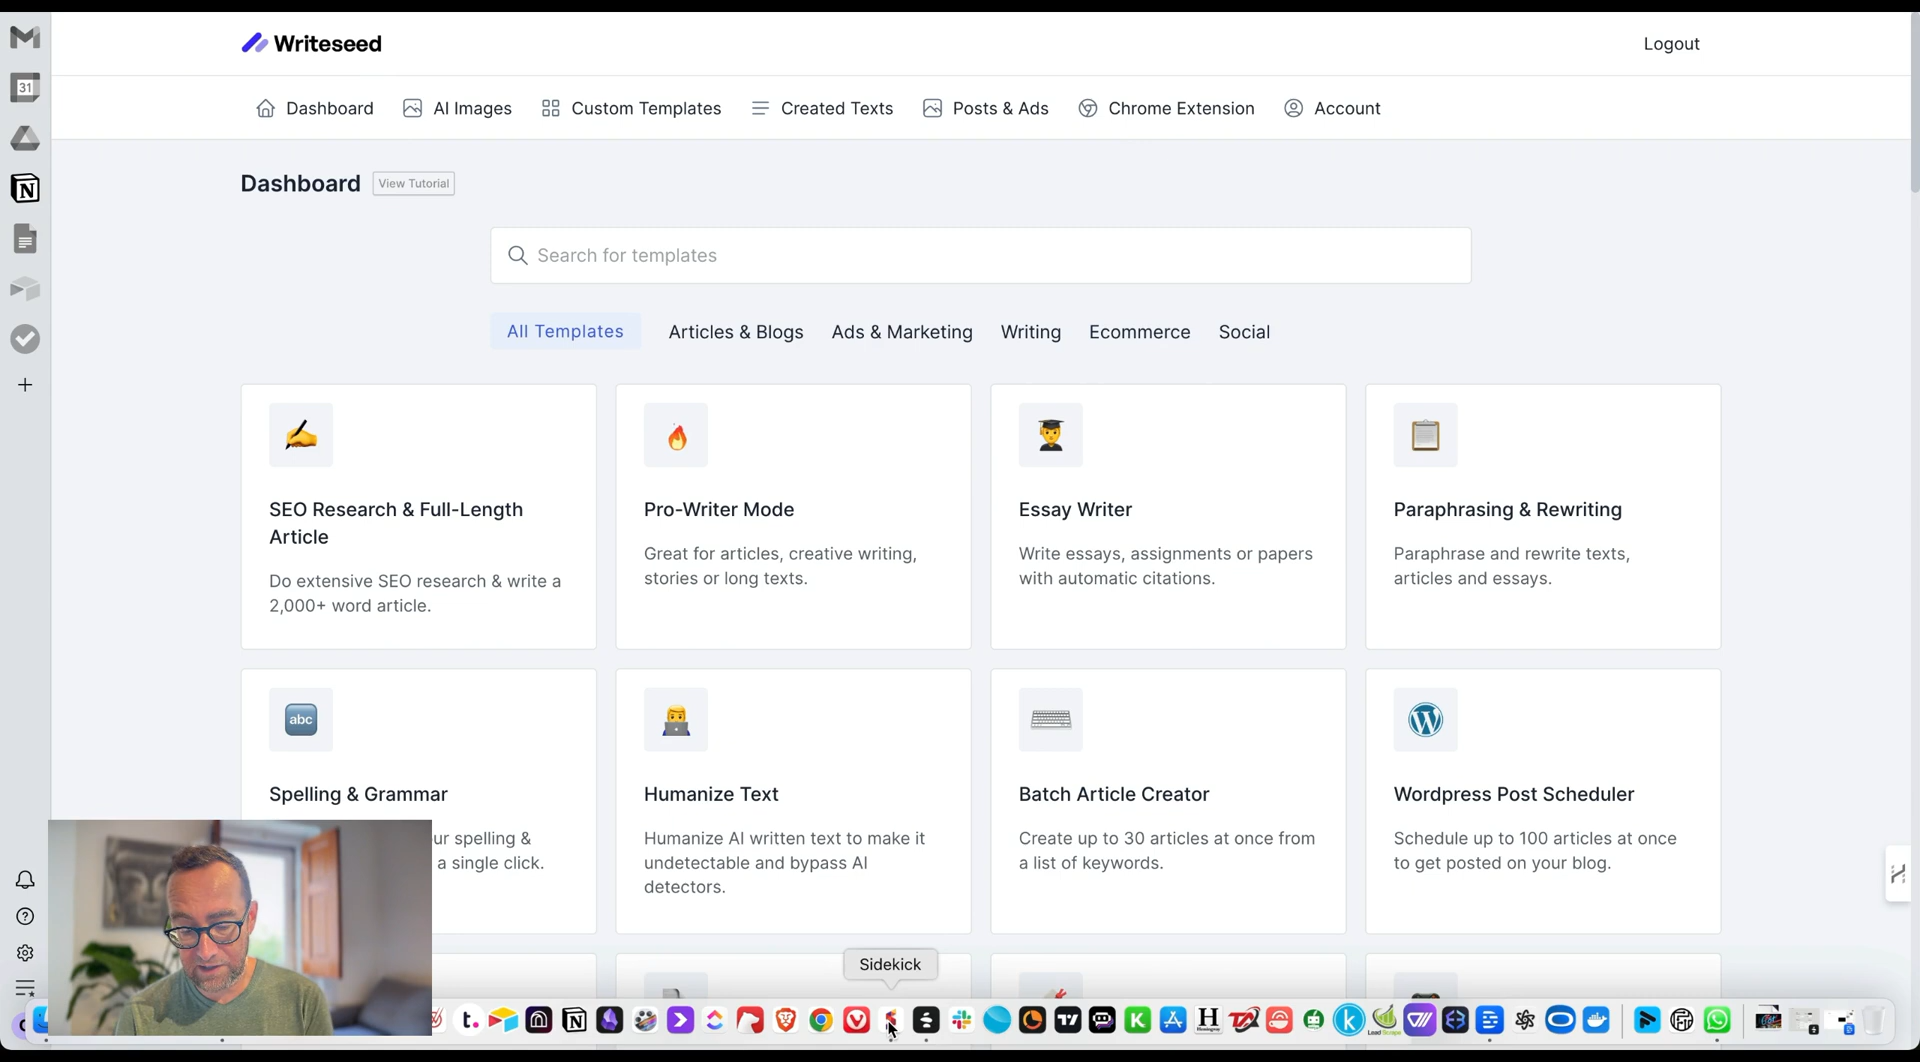 Writeseed
Logout
31
Dashboard
AI Images
Custom Templates
Created Texts
Posts & Ads
Chrome Extension
Account
Dashboard
View Tutorial
Search for templates
All Templates
Articles & Blogs
Ads & Marketing
Writing
Ecommerce
Social
SEO Research & Full-Length
Article
Do extensive SEO research & write a
2,000+ word article.
Pro-Writer Mode
Great for articles, creative writing,
stories or long texts.
Essay Writer
Write essays, assignments or papers
with automatic citations.
Paraphrasing & Rewriting
Paraphrase and rewrite texts,
articles and essays.
abc
Spelling & Grammar
ur spelling &
a single click.
Humanize Text
Humanize AI written text to make it
undetectable and bypass AI
detectors.
Batch Article Creator
Create up to 30 articles at once from
a list of keywords.
Wordpress Post Scheduler
Schedule up to 100 articles at once
to get posted on your blog.
Sidekick